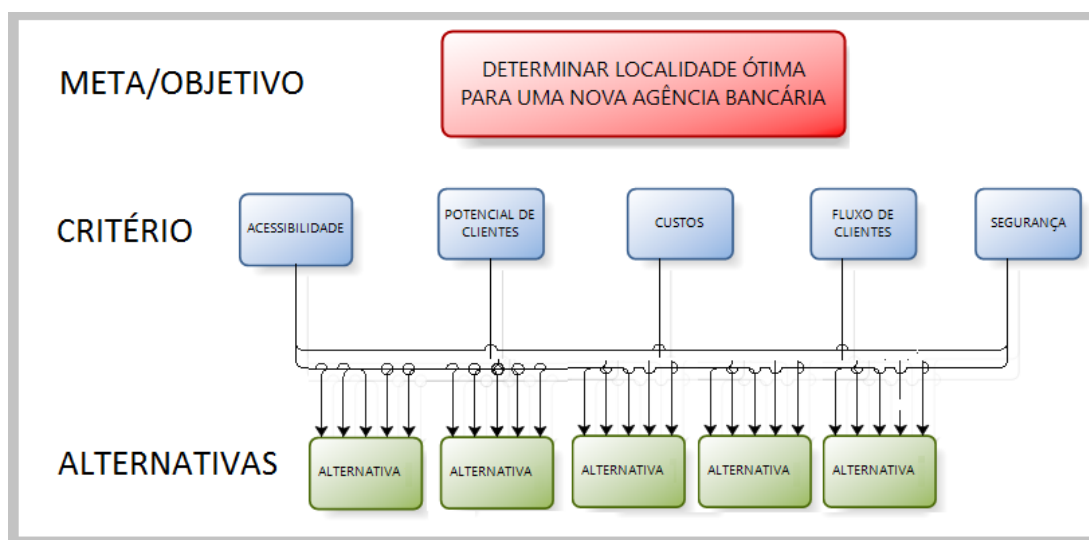 META/OBJETIVO
DETERMINAR LOCALIDADE ÓTIMA
PARA UMA NOVA AGÊNCIA BANCÁRIA
CRITÉRIO
ACESSIBILIDADE
POTENCIAL DE
CLIENTES
CUSTOS
FLUXO DE
CLIENTES
SEGURANÇA
ALTERNATIVAS
ALTERNATIVA
ALTERNATIVA
ALTERNATIVA
ALTERNATIVA
ALTERNATIVA